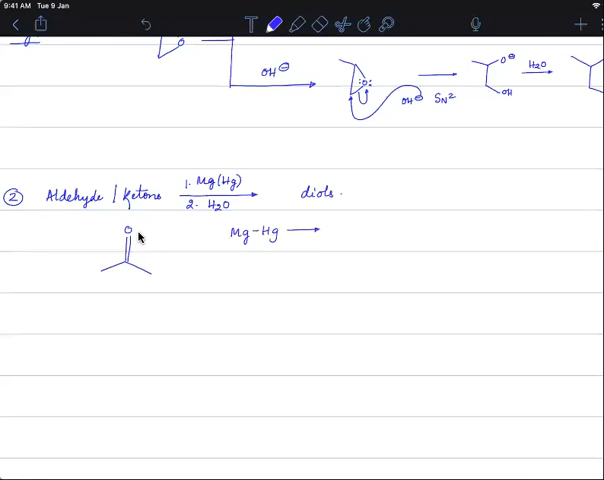 9:41 AM Tue 9 Jan
O
OH⊖
:O:
OH⊖ SN2
O⊖
OH
H2O
② Aldehyde / Ketones 1. Mg(Hg) diols.
2. H2O
O
Mg-Hg →